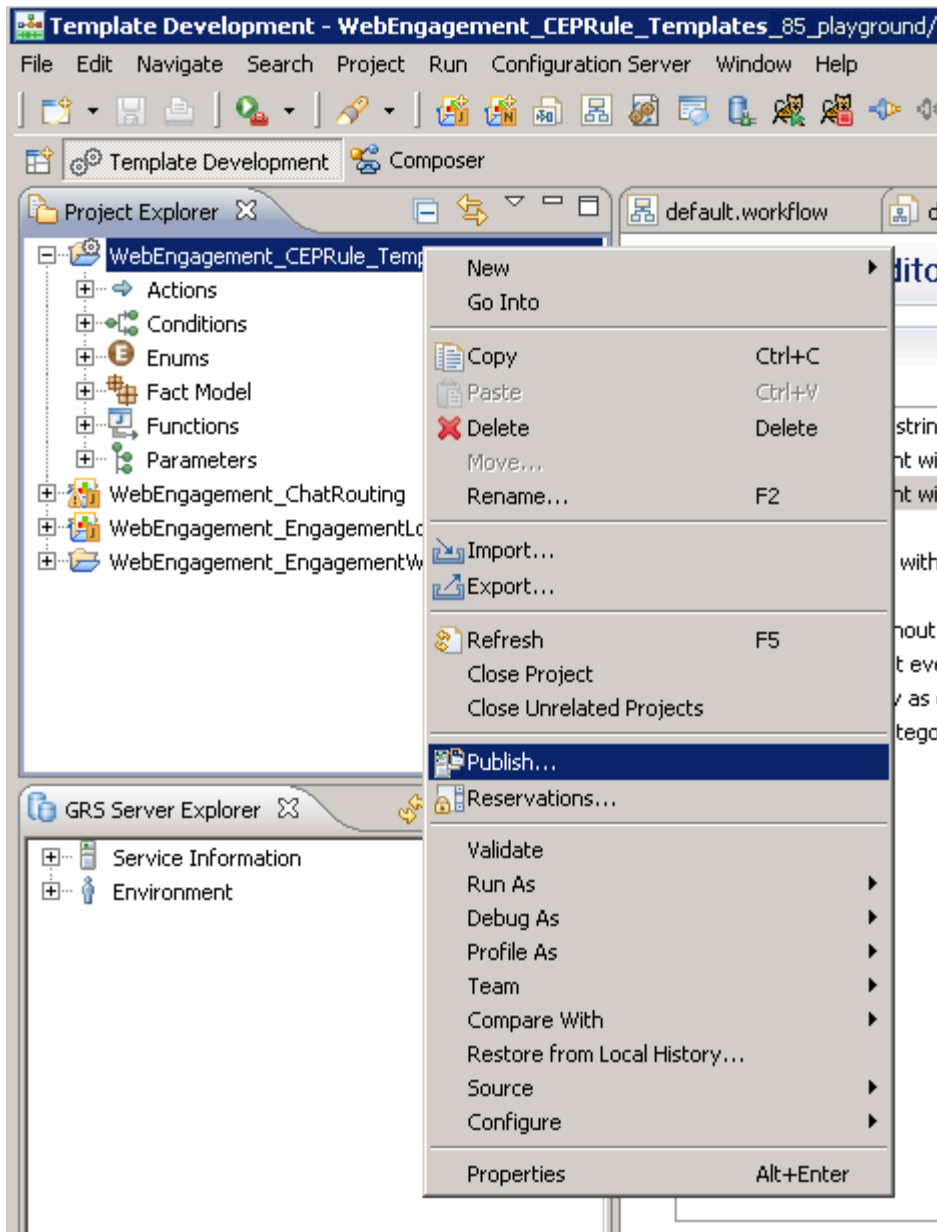 Template Development - WebEngagement_CEPRule_Templates_85_playground/
File Edit Navigate Search Project Run Configuration Server Window Help
Template Development Composer
Project Explorer
default.workflow
WebEngagement_CEPRule_Temp
Actions
Conditions
Enums
Fact Model
Functions
Parameters
WebEngagement_ChatRouting
WebEngagement_EngagementLo
WebEngagement_EngagementW
New
Go Into
Copy Ctrl+C
Paste Ctrl+V
Delete Delete
Move...
Rename... F2
Import...
Export...
Refresh F5
Close Project
Close Unrelated Projects
Publish...
Reservations...
Validate
Run As
Debug As
Profile As
Team
Compare With
Restore from Local History...
Source
Configure
Properties Alt+Enter
GRS Server Explorer
Service Information
Environment
with